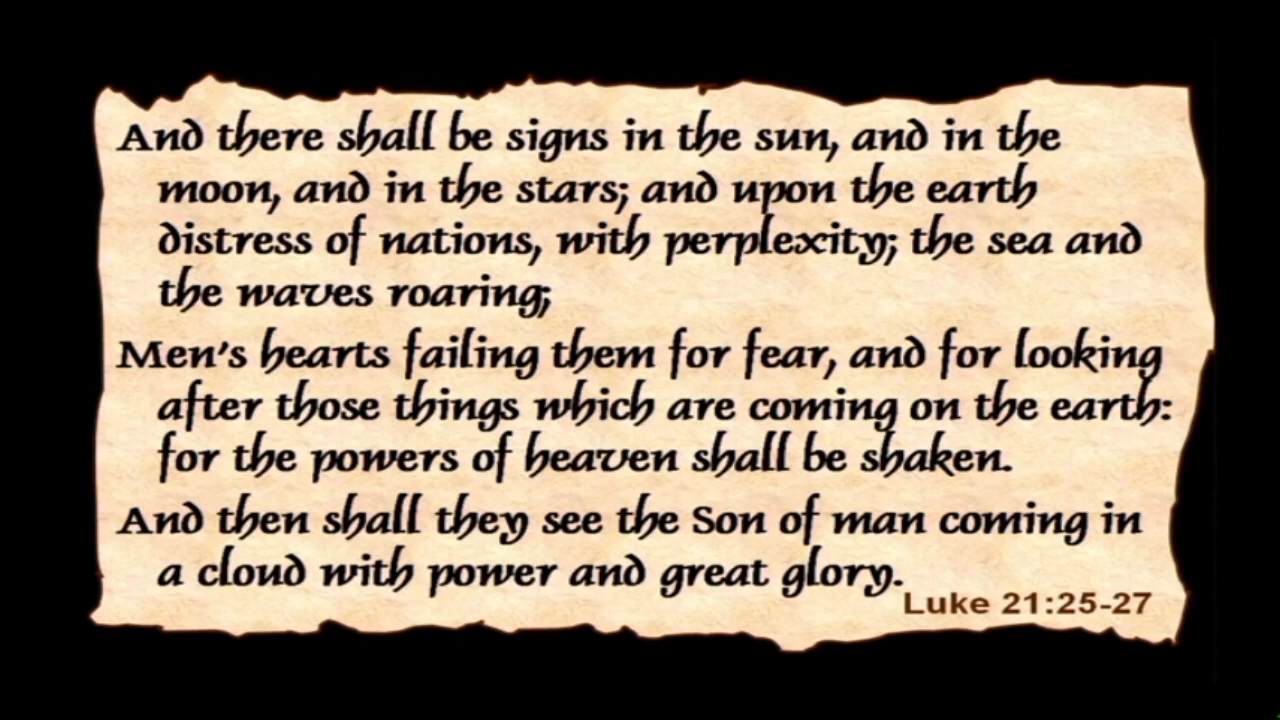 And there shall be signs in the sun, and in the
moon, and in the stars; and upon the earth
distress of nations, with perplexity; the sea and
the waves roaring;
Men's hearts failing them for fear, and for looking
after those things which are coming on the earth:
for the powers of heaven shall be shaken.
And then shall they see the Son of man coming in
a cloud with power and great glory.
Luke 21:25-27